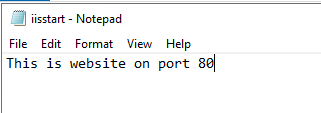 iisstart - Notepad
File Edit Format View Help
This is website on port 80